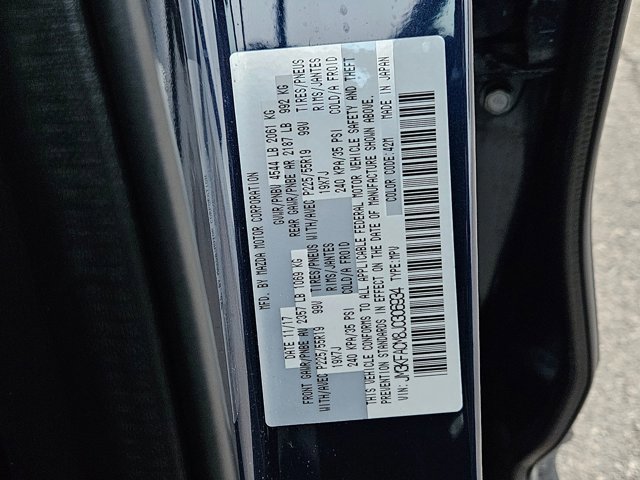 MFD. BY MAZDA MOTOR CORPORATION
DATE 11/17 GVWR/PNBV 4544 LB 2061 KG
FRONT GAWR/PNBE AV 2357 LB 1069 KG REAR GAWR/PNBE AR 2187 LB 992 KG
WITH/AVEC P225/55R19 99V TIRES/PNEUS WITH/AVEC P225/55R19 99V TIRES/PNEUS
19X7J RIMS/JANTES 19X7J RIMS/JANTES
240 KPA/35 PSI COLD/A FROID 240 KPA/35 PSI COLD/A FROID
THIS VEHICLE CONFORMS TO ALL APPLICABLE FEDERAL MOTOR VEHICLE SAFETY AND THEFT
PREVENTION STANDARDS IN EFFECT ON THE DATE OF MANUFACTURE SHOWN ABOVE.
COLOR CODE:42M MADE IN JAPAN
VIN: JM3KFACM8J0306934 TYPE:MPV